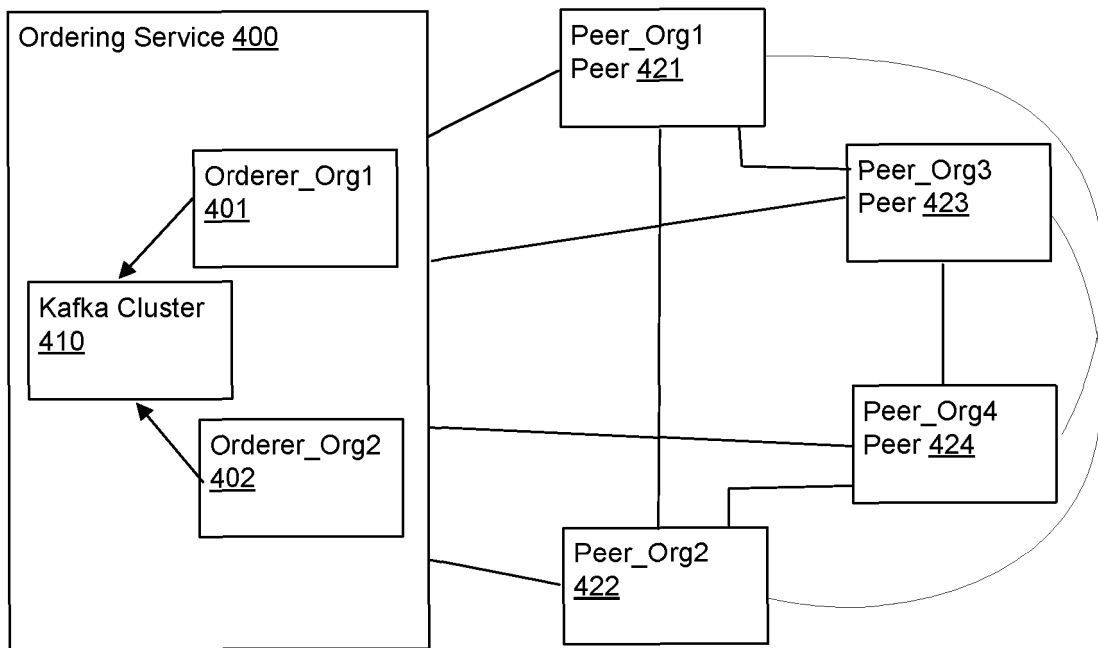 Ordering Service 400
Orderer_Org1
401
Kafka Cluster
410
Orderer_Org2
402
Peer_Org1
Peer 421
Peer_Org3
Peer 423
Peer_Org4
Peer 424
Peer_Org2
422